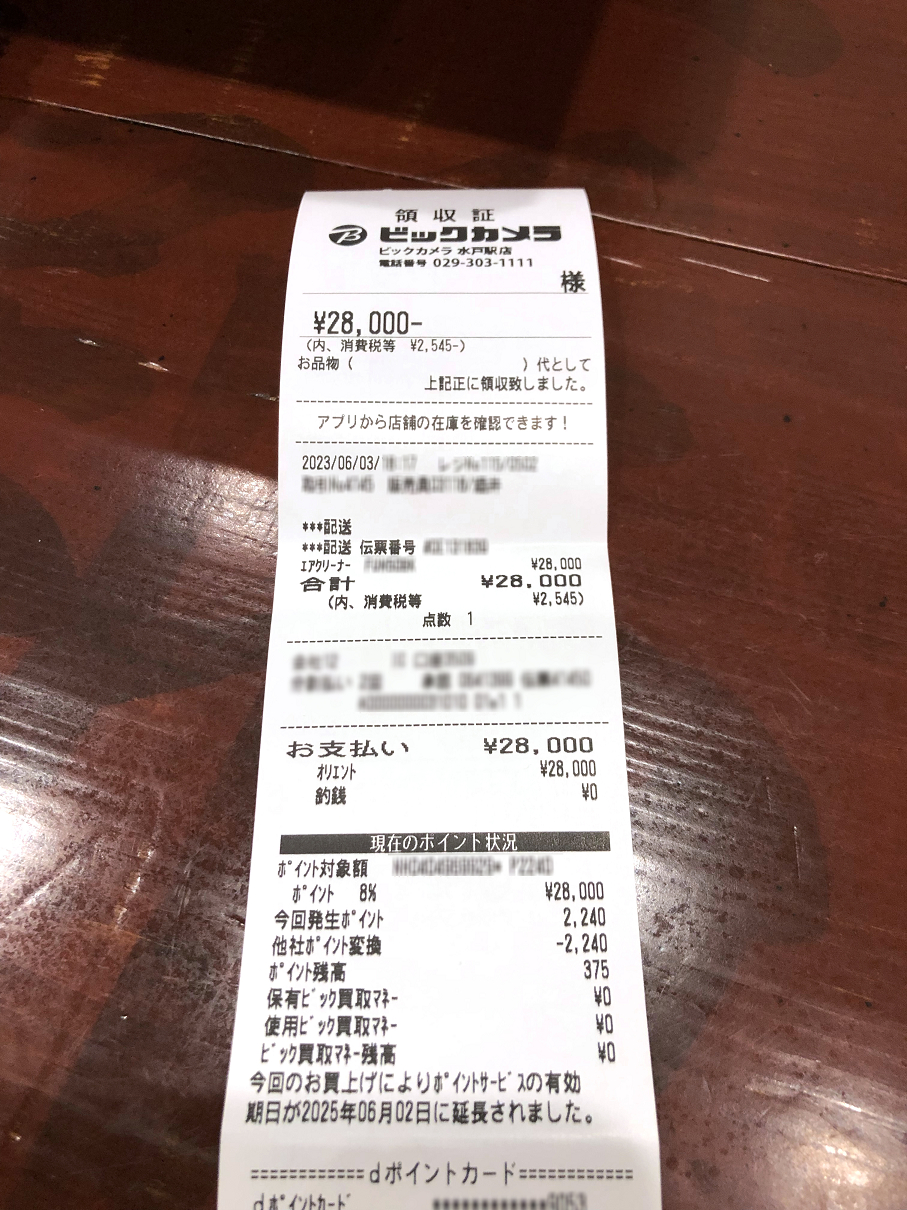 領収証
ビックカメラ
ビックカメラ 水戸駅店
電話番号 029-303-1111
様
¥28,000-
(内、消費税等 ¥2,545-)
お品物( )代として
上記正に領収致しました。
アプリから店舗の在庫を確認できます!
2023/06/03/
***配送
***配送 伝票番号
エアクリーナー ¥28,000
合計 ¥28,000
(内、消費税等 ¥2,545)
点数 1
お支払い ¥28,000
オリエント ¥28,000
釣銭 ¥0
現在のポイント状況
ポイント対象額
ポイント 8% ¥28,000
今回発生ポイント 2,240
他社ポイント変換 -2,240
ポイント残高 375
保有ビック買取マネー ¥0
使用ビック買取マネー ¥0
ビック買取マネー残高 ¥0
今回のお買上げによりポイントサービスの有効
期日が2025年06月02日に延長されました。
============dポイントカード============
dポイントカード